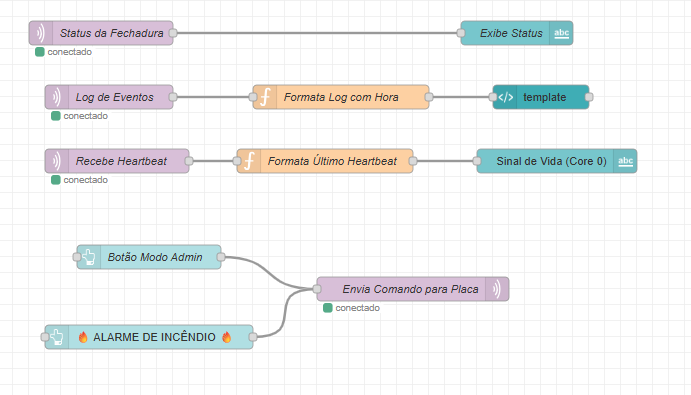 Status da Fechadura
Exibe Status
abc
conectado
Log de Eventos
Formata Log com Hora
</> template
conectado
Recebe Heartbeat
Formata Último Heartbeat
Sinal de Vida (Core 0)
abc
conectado
Botão Modo Admin
Envia Comando para Placa
conectado
🔥 ALARME DE INCÊNDIO 🔥